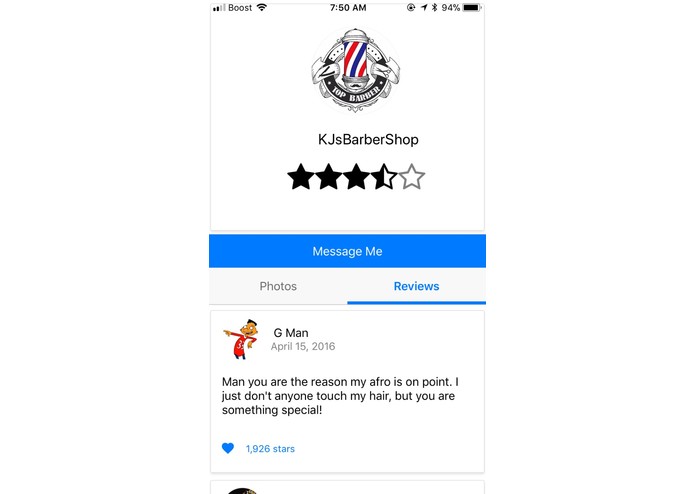 Boost 7:50 AM 94%
TOP BARBER
KJsBarberShop
Message Me
Photos Reviews
G Man
April 15, 2016
Man you are the reason my afro is on point. I
just don't anyone touch my hair, but you are
something special!
1,926 stars